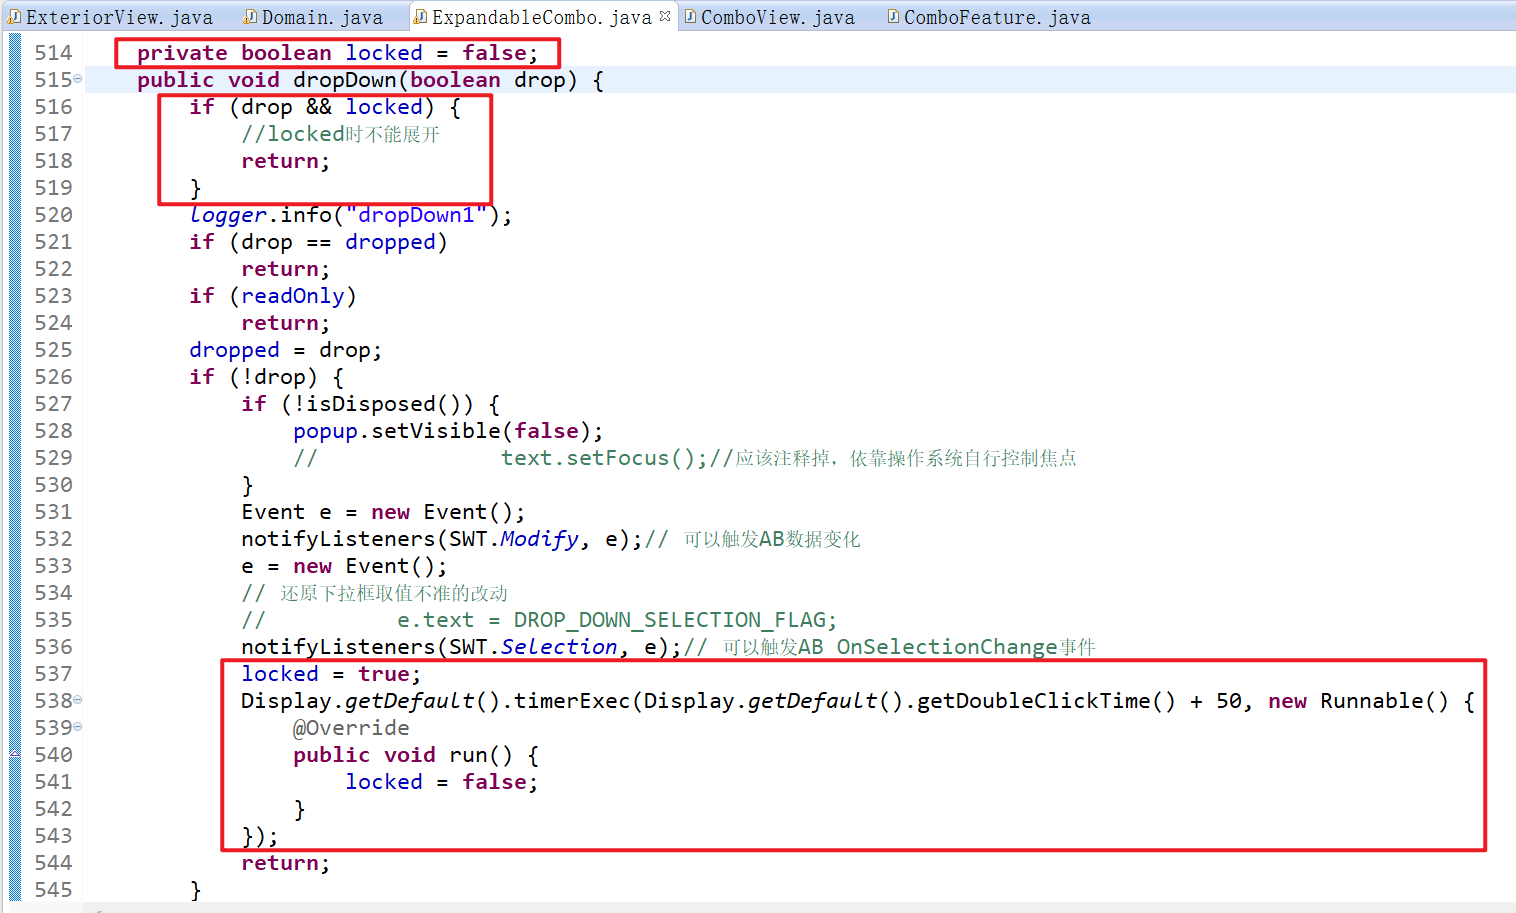 ExteriorView.java Domain.java ExpandableCombo.java ComboView.java ComboFeature.java
514 private boolean locked = false;
515 public void dropDown(boolean drop) {
516 if (drop && locked) {
517 //locked时不能展开
518 return;
519 }
520 logger.info("dropDown1");
521 if (drop == dropped)
522 return;
523 if (readOnly)
524 return;
525 dropped = drop;
526 if (!drop) {
527 if (!isDisposed()) {
528 popup.setVisible(false);
529 // text.setFocus();//应该注释掉，依靠操作系统自行控制焦点
530 }
531 Event e = new Event();
532 notifyListeners(SWT.Modify, e);// 可以触发AB数据变化
533 e = new Event();
534 // 还原下拉框取值不准的改动
535 // e.text = DROP_DOWN_SELECTION_FLAG;
536 notifyListeners(SWT.Selection, e);// 可以触发AB OnSelectionChange事件
537 locked = true;
538 Display.getDefault().timerExec(Display.getDefault().getDoubleClickTime() + 50, new Runnable() {
539 @Override
540 public void run() {
541 locked = false;
542 }
543 });
544 return;
545 }